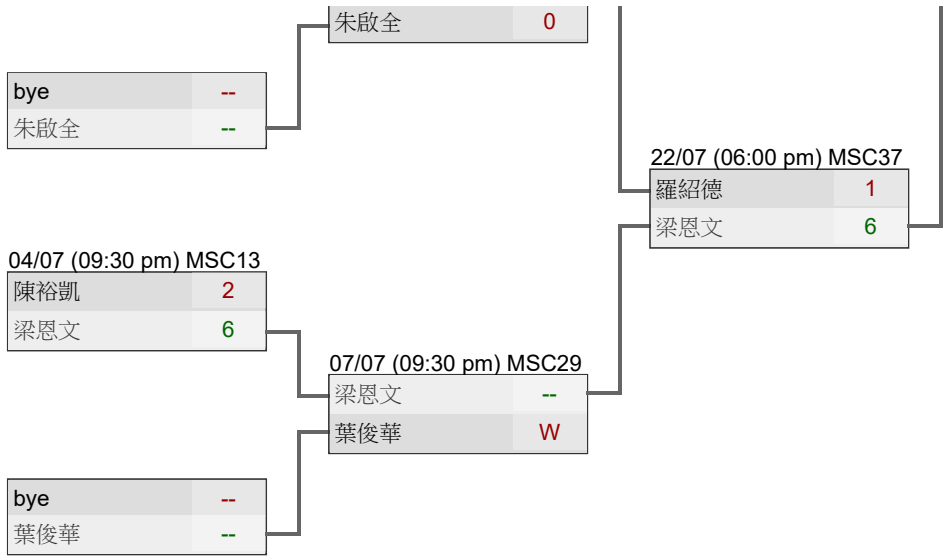 朱啟全 0
bye --
朱啟全 --
22/07 (06:00 pm) MSC37
羅紹德 1
梁恩文 6
04/07 (09:30 pm) MSC13
陳裕凱 2
梁恩文 6
07/07 (09:30 pm) MSC29
梁恩文 --
葉俊華 W
bye --
葉俊華 --